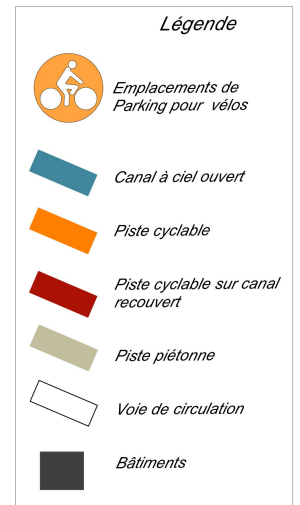 Légende
Emplacements de
Parking pour vélos
Canal à ciel ouvert
Piste cyclable
Piste cyclable sur canal
recouvert
Piste piétonne
Voie de circulation
Bâtiments